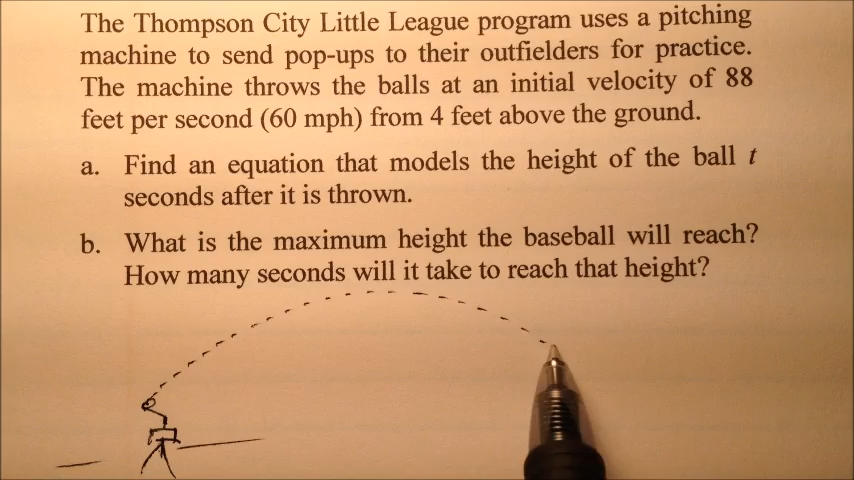 The Thompson City Little League program uses a pitching
machine to send pop-ups to their outfielders for practice.
The machine throws the balls at an initial velocity of 88
feet per second (60 mph) from 4 feet above the ground.
a. Find an equation that models the height of the ball t
seconds after it is thrown.
b. What is the maximum height the baseball will reach?
How many seconds will it take to reach that height?